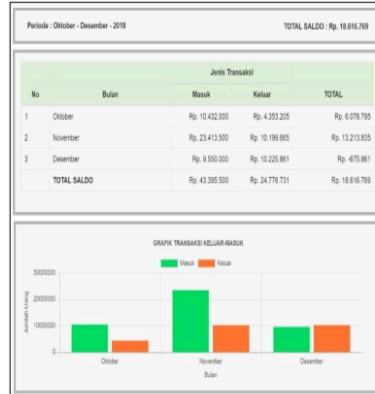 Periode : Oktober - Desember - 2018 TOTAL SALDO : Rp. 18.616.769
Jenis Transaksi
No Bulan Masuk Keluar TOTAL
1 Oktober Rp. 10.432.000 Rp. 4.353.205 Rp. 6.078.795
2 November Rp. 23.413.500 Rp. 10.199.665 Rp. 13.213.835
3 Desember Rp. 9.550.000 Rp. 10.225.861 Rp. -675.861
TOTAL SALDO Rp. 43.395.500 Rp. 24.778.731 Rp. 18.616.769
GRAFIK TRANSAKSI KELUAR-MASUK
Masuk Keluar
30000000
20000000
10000000
0
Jumlah Uang
Oktober November Desember
Bulan